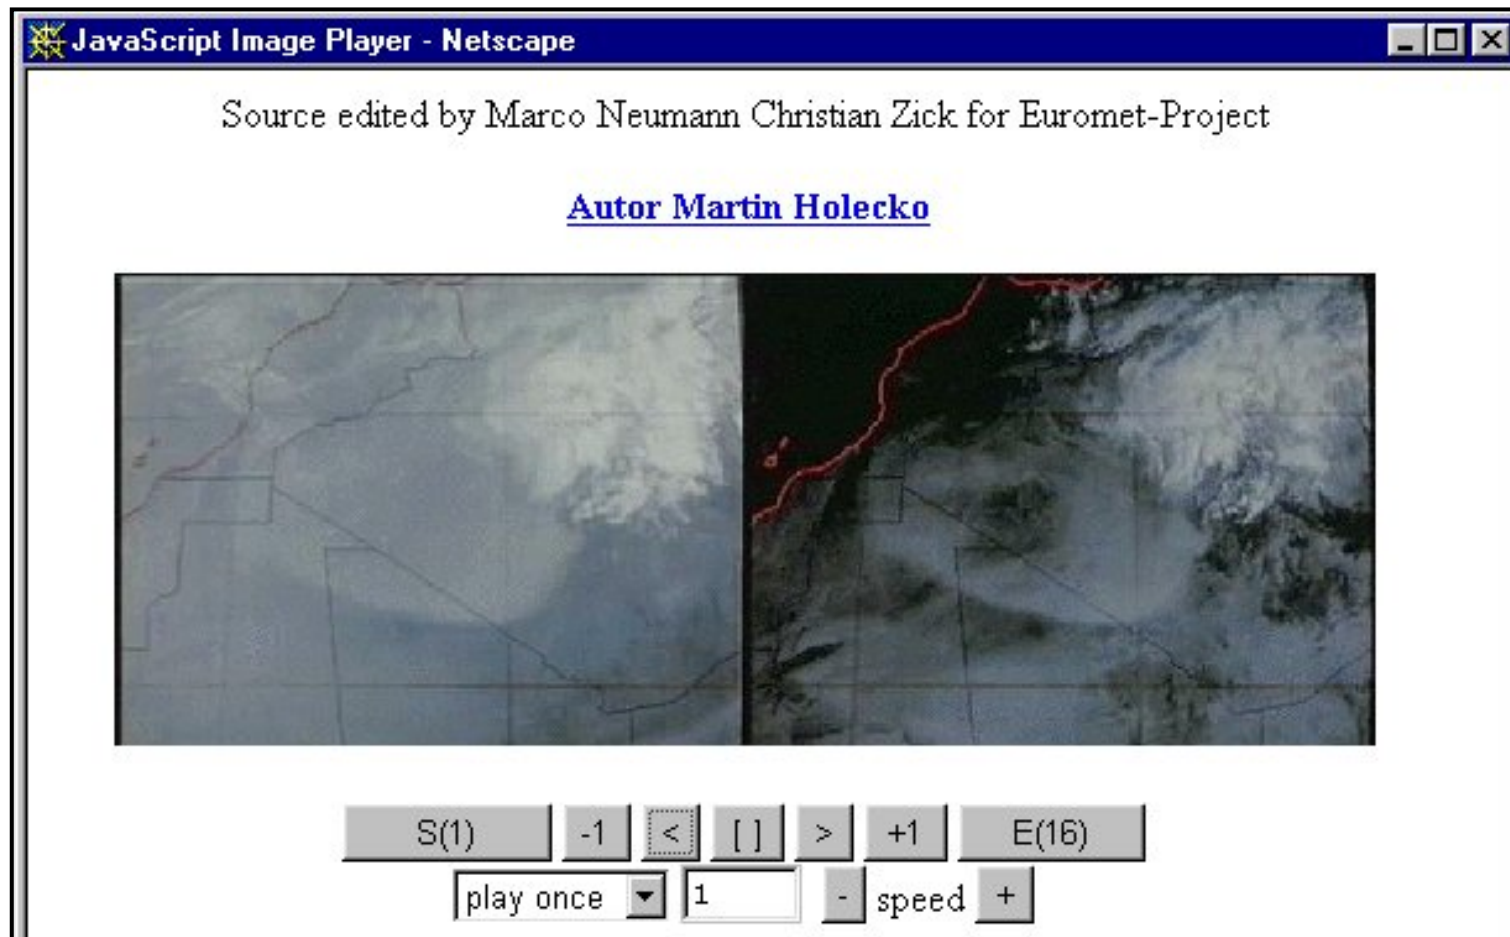 JavaScript Image Player - Netscape
Source edited by Marco Neumann Christian Zick for Euromet-Project
Autor Martin Holecko
S(1) -1 < [ ] > +1 E(16)
play once 1 - speed +